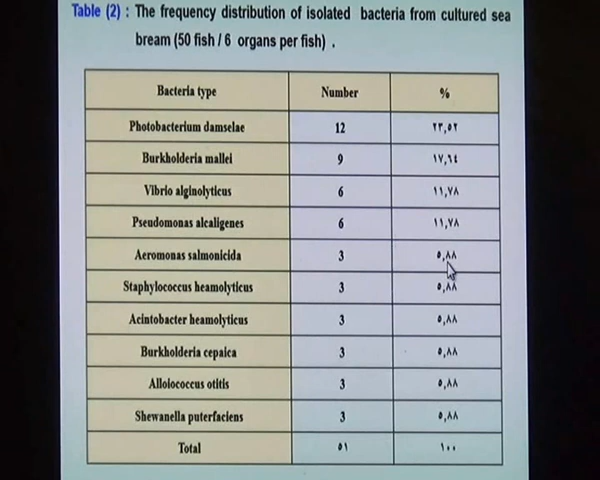 Table (2) : The frequency distribution of isolated bacteria from cultured sea
bream (50 fish / 6 organs per fish) .
Bacteria type Number %
Photobacterium damselae 12 ٢٣,٥٢
Burkholderia mallei 9 ١٧,٦٤
Vibrio alginolyticus 6 ١١,٧٨
Pseudomonas alcaligenes 6 ١١,٧٨
Aeromonas salmonicida 3 ٥,٨٨
Staphylococcus heamolyticus 3 ٥,٨٨
Acintobacter heamolyticus 3 ٥,٨٨
Burkholderia cepaica 3 ٥,٨٨
Alloiococcus otitis 3 ٥,٨٨
Shewanella puterfaciens 3 ٥,٨٨
Total ٥١ ١٠٠